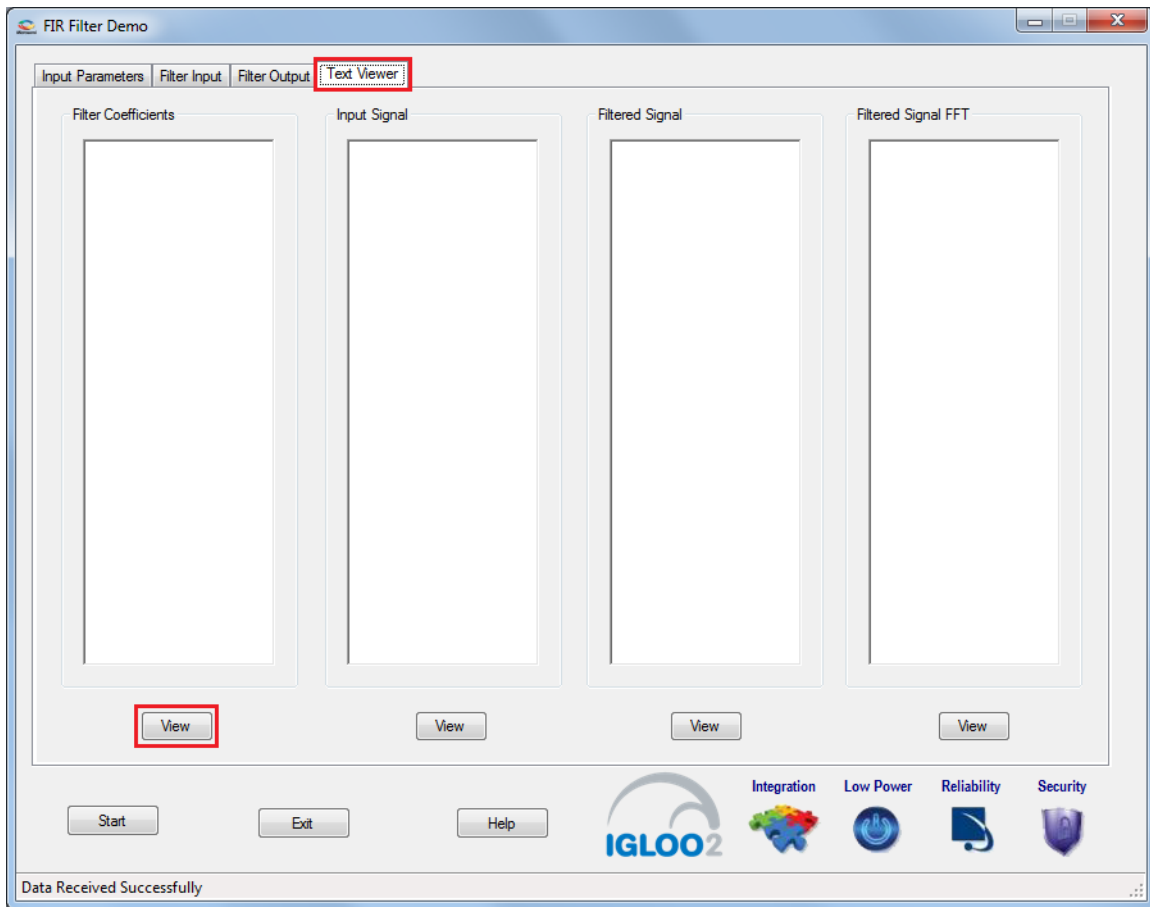 FIR Filter Demo
Input Parameters Filter Input Filter Output Text Viewer
Filter Coefficients Input Signal Filtered Signal Filtered Signal FFT
View View View View
Integration Low Power Reliability Security
Start Exit Help
IGLOO2
Data Received Successfully